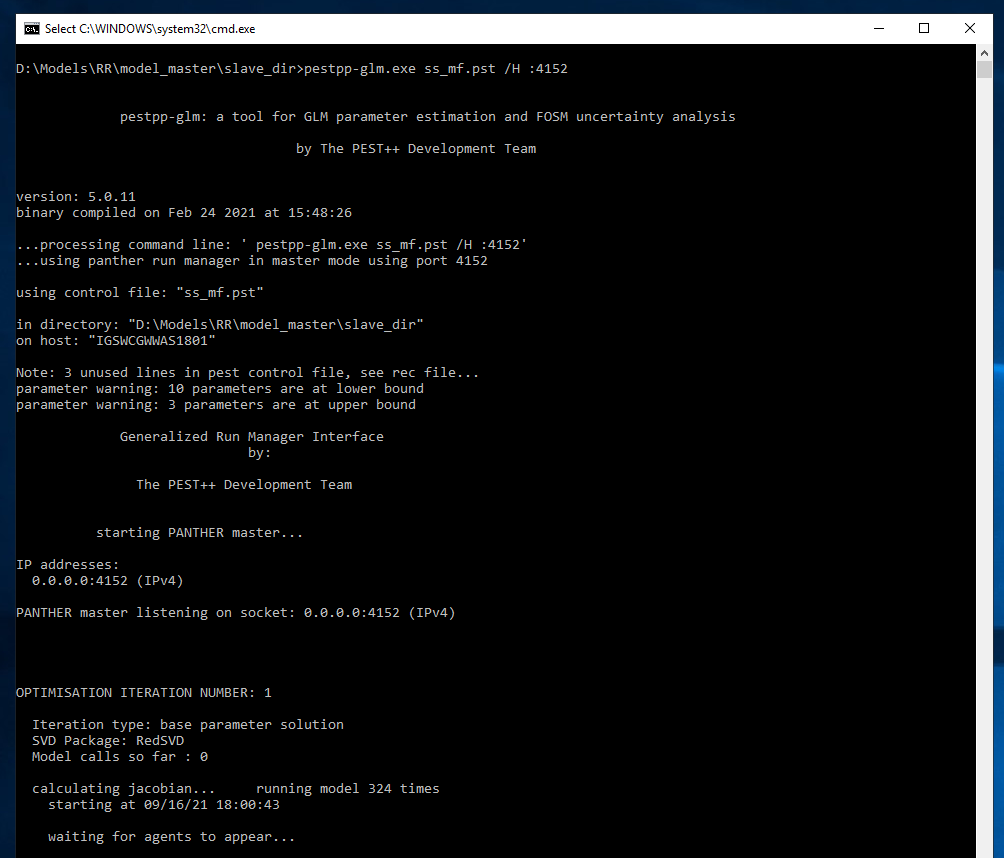 Select C:\WINDOWS\system32\cmd.exe
D:\Models\RR\model_master\slave_dir>pestpp-glm.exe ss_mf.pst /H :4152
pestpp-glm: a tool for GLM parameter estimation and FOSM uncertainty analysis
by The PEST++ Development Team
version: 5.0.11
binary compiled on Feb 24 2021 at 15:48:26
...processing command line: ' pestpp-glm.exe ss_mf.pst /H :4152'
...using panther run manager in master mode using port 4152
using control file: "ss_mf.pst"
in directory: "D:\Models\RR\model_master\slave_dir"
on host: "IGSWCGWWAS1801"
Note: 3 unused lines in pest control file, see rec file...
parameter warning: 10 parameters are at lower bound
parameter warning: 3 parameters are at upper bound
Generalized Run Manager Interface
by:
The PEST++ Development Team
starting PANTHER master...
IP addresses:
0.0.0.0:4152 (IPv4)
PANTHER master listening on socket: 0.0.0.0:4152 (IPv4)
OPTIMISATION ITERATION NUMBER: 1
Iteration type: base parameter solution
SVD Package: RedSVD
Model calls so far : 0
calculating jacobian... running model 324 times
starting at 09/16/21 18:00:43
waiting for agents to appear...